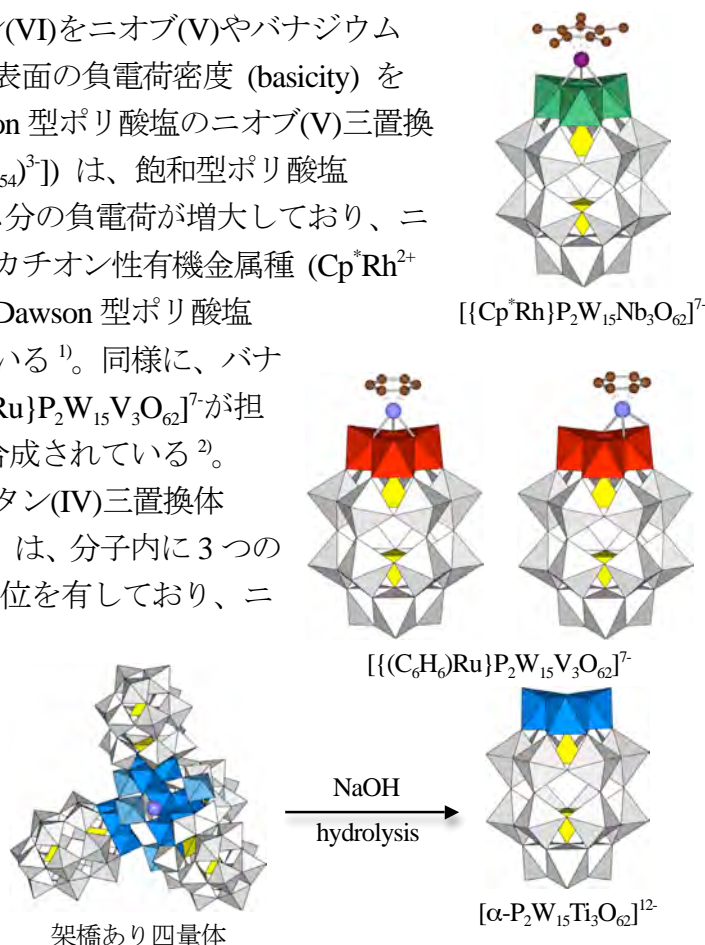 ン(VI)をニオブ(V)やバナジウム
表面の負電荷密度 (basicity) を
on 型ポリ酸塩のニオブ(V)三置換
54)3-]) は、飽和型ポリ酸塩
分の負電荷が増大しており、ニ
カチオン性有機金属種 (Cp*Rh2+
Dawson 型ポリ酸塩
いる 1)。同様に、バナ
Ru}P2W15V3O62]7-が担
合成されている 2)。
タン(IV)三置換体
は、分子内に 3 つの
位を有しており、ニ
[{Cp*Rh}P2W15Nb3O62]7-
[{(C6H6)Ru}P2W15V3O62]7-
NaOH
hydrolysis
[α-P2W15Ti3O62]12-
架橋あり四量体